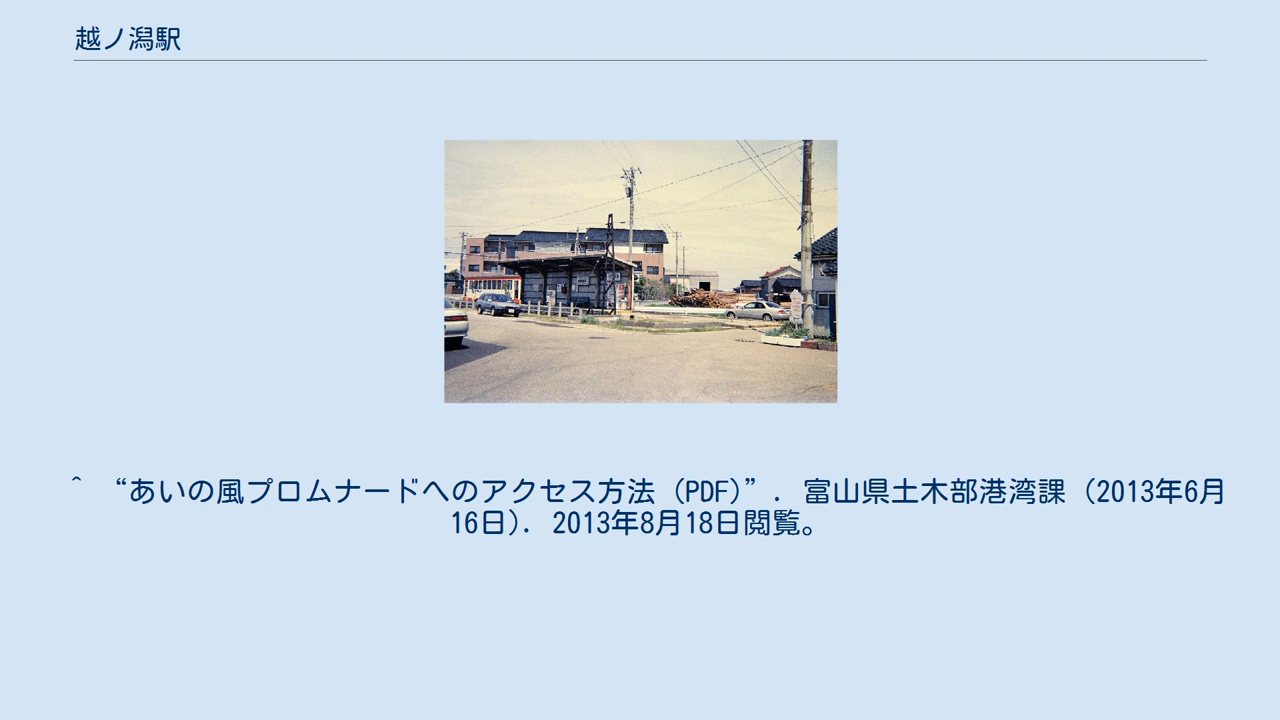 越ノ潟駅
^ “あいの風プロムナードへのアクセス方法 (PDF)”. 富山県土木部港湾課 (2013年6月
16日). 2013年8月18日閲覧。